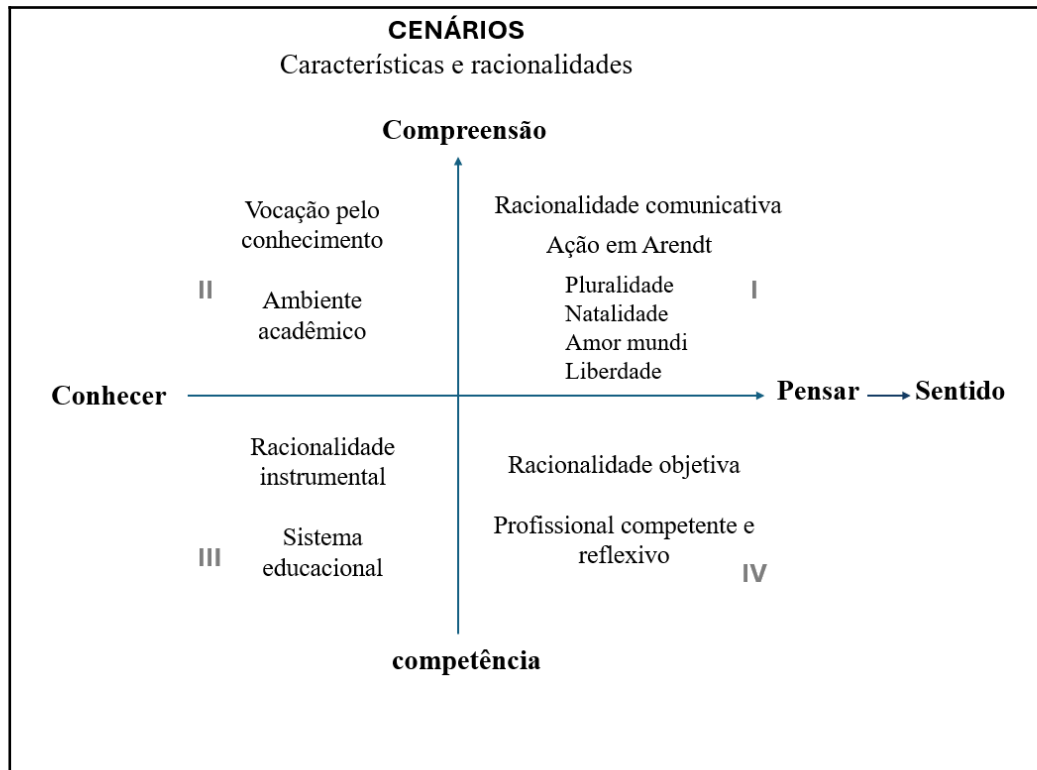 CENÁRIOS
Características e racionalidades
Compreensão
Vocação pelo
conhecimento
Ambiente
acadêmico
II
Racionalidade comunicativa
Ação em Arendt
Pluralidade
Natalidade
Amor mundi
Liberdade
I
Conhecer
Pensar
Sentido
Racionalidade
instrumental
Sistema
educacional
III
Racionalidade objetiva
Profissional competente e
reflexivo
IV
competência